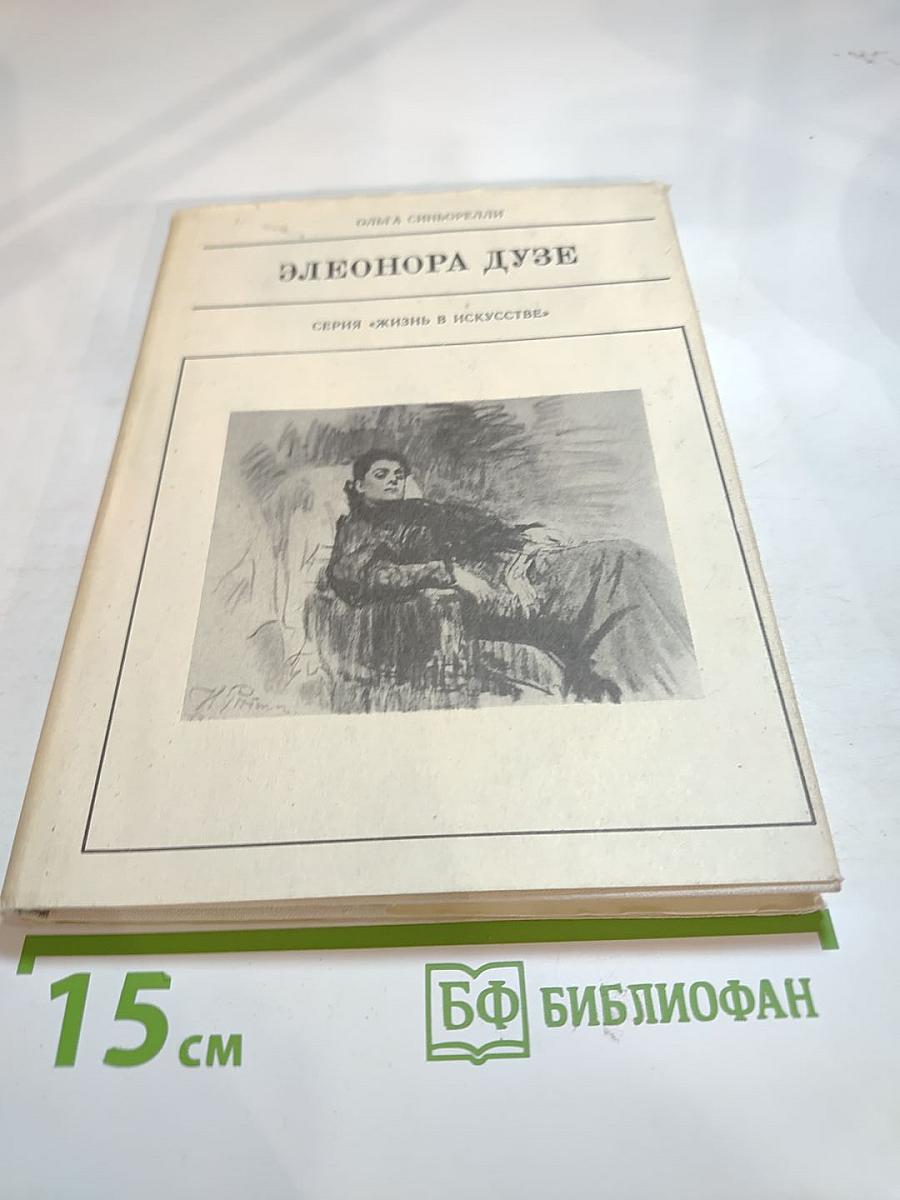 ОЛЬГА СИНЬОРЕЛЛИ
ЭЛЕОНОРА ДУЗЕ
СЕРИЯ «ЖИЗНЬ В ИСКУССТВЕ»
15 см
БФ БИБЛИОФАН